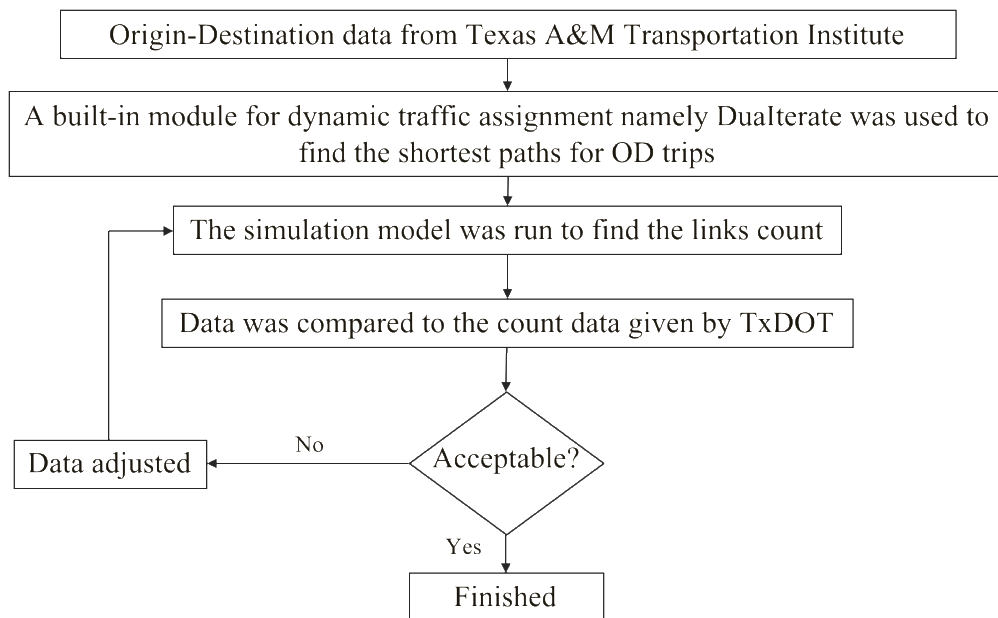 Origin-Destination data from Texas A&M Transportation Institute
A built-in module for dynamic traffic assignment namely DuaIterate was used to
find the shortest paths for OD trips
The simulation model was run to find the links count
Data was compared to the count data given by TxDOT
No
Data adjusted
Acceptable?
Yes
Finished